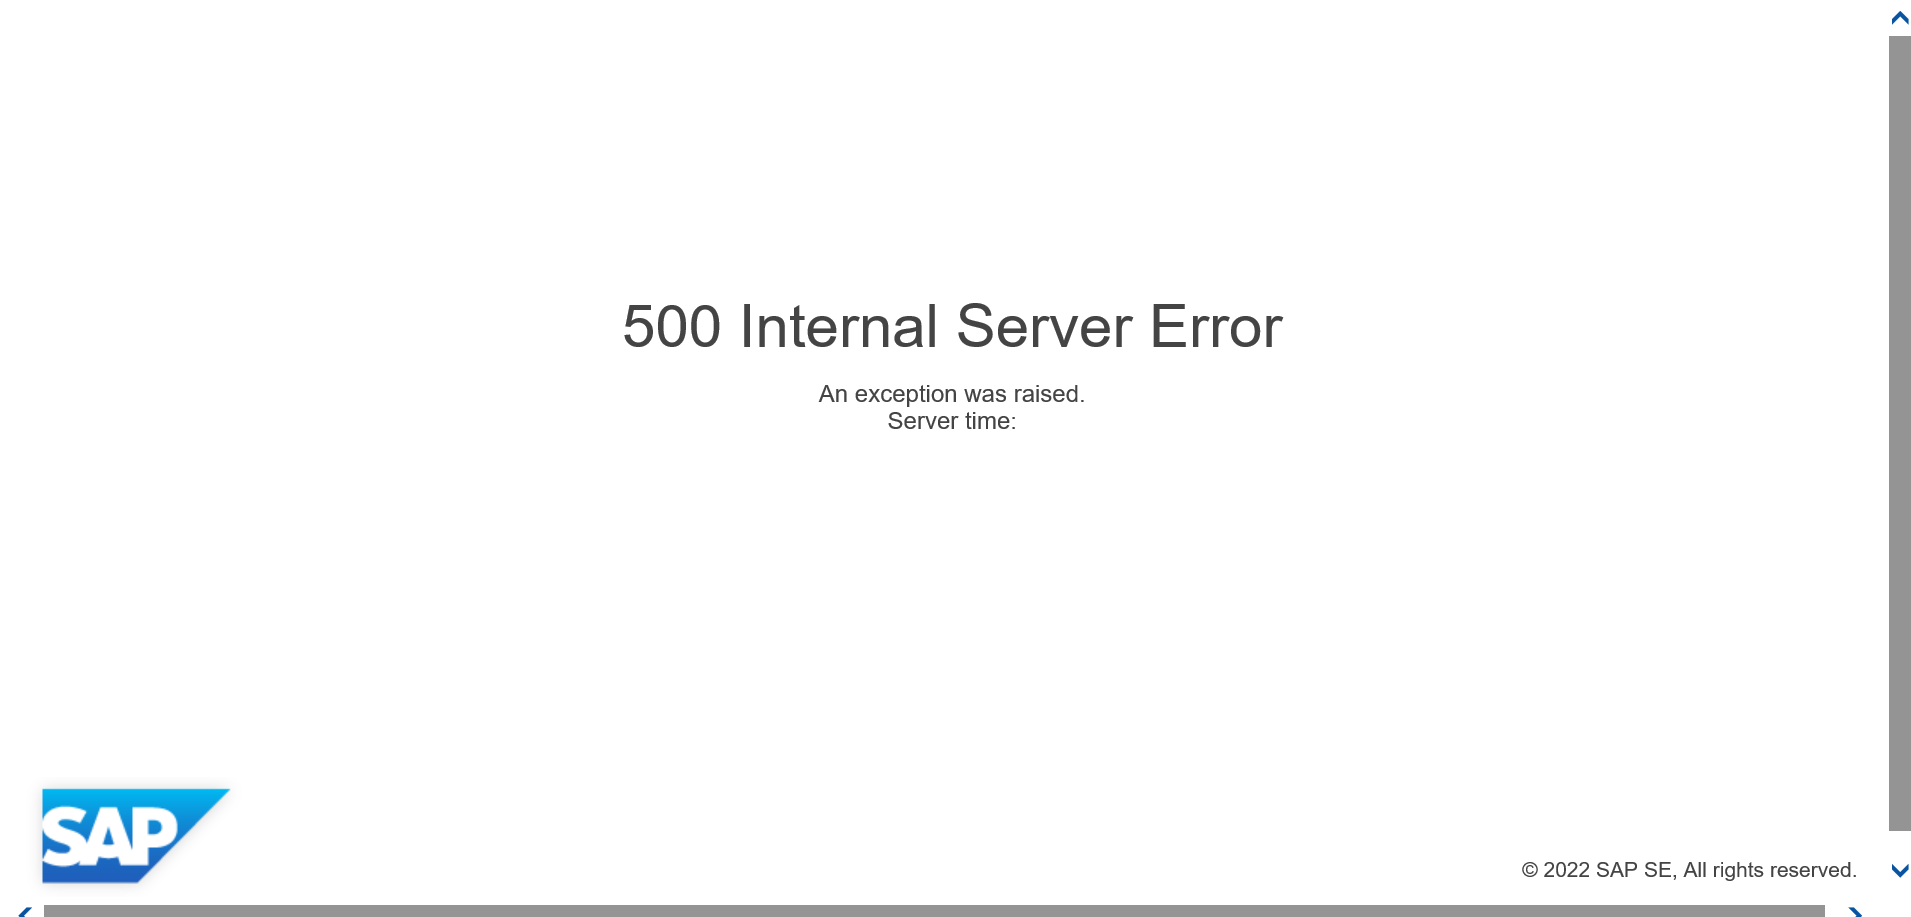 500 Internal Server Error
An exception was raised.
Server time:
SAP
© 2022 SAP SE, All rights reserved.